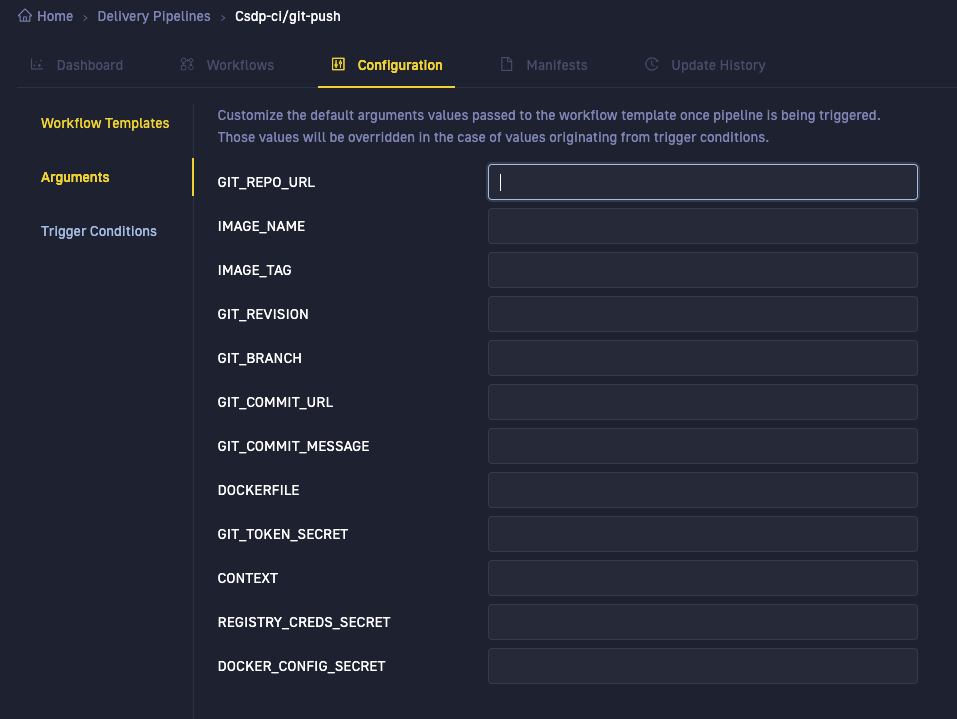 Home > Delivery Pipelines > Csdp-ci/git-push
Dashboard Workflows Configuration Manifests Update History
Workflow Templates
Arguments
Trigger Conditions
Customize the default arguments values passed to the workflow template once pipeline is being triggered.
Those values will be overridden in the case of values originating from trigger conditions.
GIT_REPO_URL
IMAGE_NAME
IMAGE_TAG
GIT_REVISION
GIT_BRANCH
GIT_COMMIT_URL
GIT_COMMIT_MESSAGE
DOCKERFILE
GIT_TOKEN_SECRET
CONTEXT
REGISTRY_CREDS_SECRET
DOCKER_CONFIG_SECRET